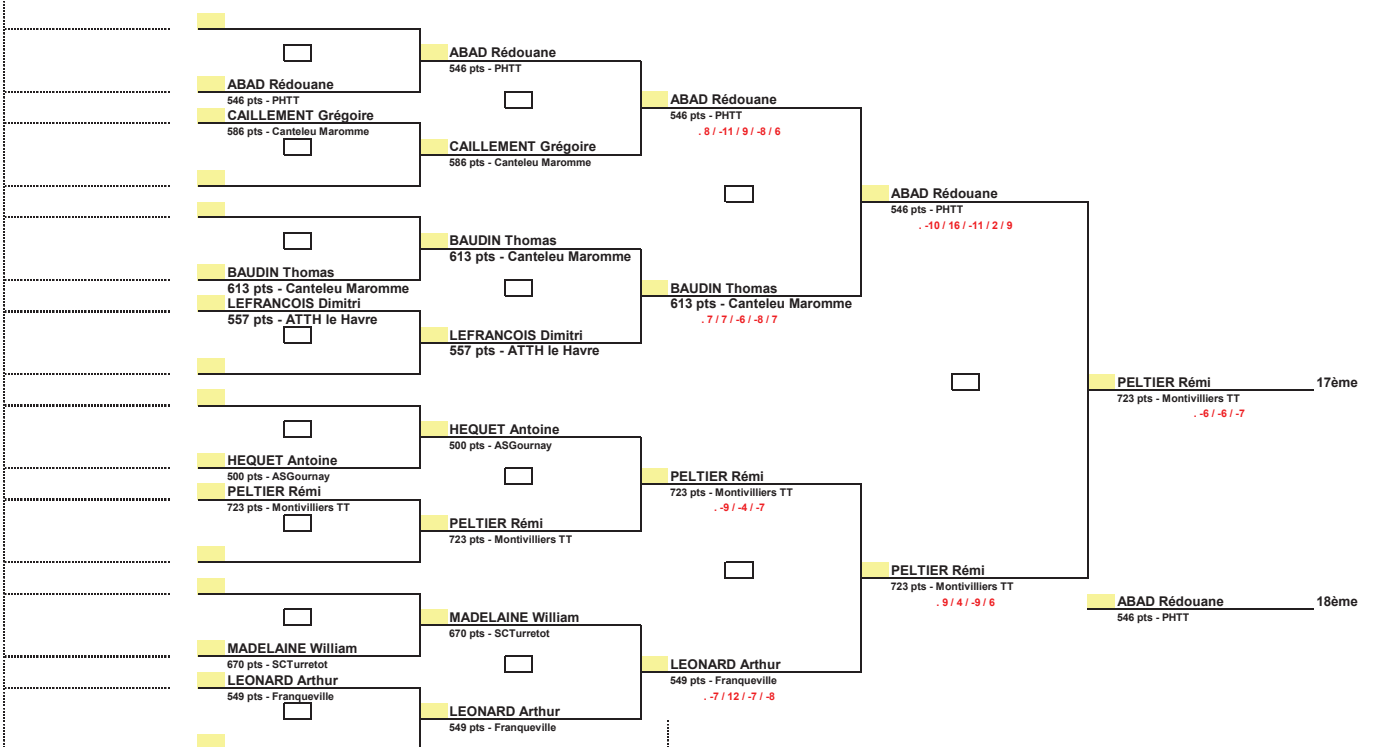 ABAD Rédouane
546 pts - PHTT
CAILLEMENT Grégoire
586 pts - Canteleu Maromme
BAUDIN Thomas
613 pts - Canteleu Maromme
LEFRANCOIS Dimitri
557 pts - ATTH le Havre
HEQUET Antoine
500 pts - ASGournay
PELTIER Rémi
723 pts - Montivilliers TT
MADELAINE William
670 pts - SCTurretot
LEONARD Arthur
549 pts - Franqueville
ABAD Rédouane
546 pts - PHTT
CAILLEMENT Grégoire
586 pts - Canteleu Maromme
BAUDIN Thomas
613 pts - Canteleu Maromme
LEFRANCOIS Dimitri
557 pts - ATTH le Havre
HEQUET Antoine
500 pts - ASGournay
PELTIER Rémi
723 pts - Montivilliers TT
MADELAINE William
670 pts - SCTurretot
LEONARD Arthur
549 pts - Franqueville
ABAD Rédouane
546 pts - PHTT
. 8 / -11 / 9 / -8 / 6
BAUDIN Thomas
613 pts - Canteleu Maromme
. 7 / 7 / -6 / -8 / 7
PELTIER Rémi
723 pts - Montivilliers TT
. -9 / -4 / -7
LEONARD Arthur
549 pts - Franqueville
. -7 / 12 / -7 / -8
ABAD Rédouane
546 pts - PHTT
. -10 / 16 / -11 / 2 / 9
PELTIER Rémi
723 pts - Montivilliers TT
. 9 / 4 / -9 / 6
PELTIER Rémi 17ème
723 pts - Montivilliers TT
. -6 / -6 / -7
ABAD Rédouane 18ème
546 pts - PHTT